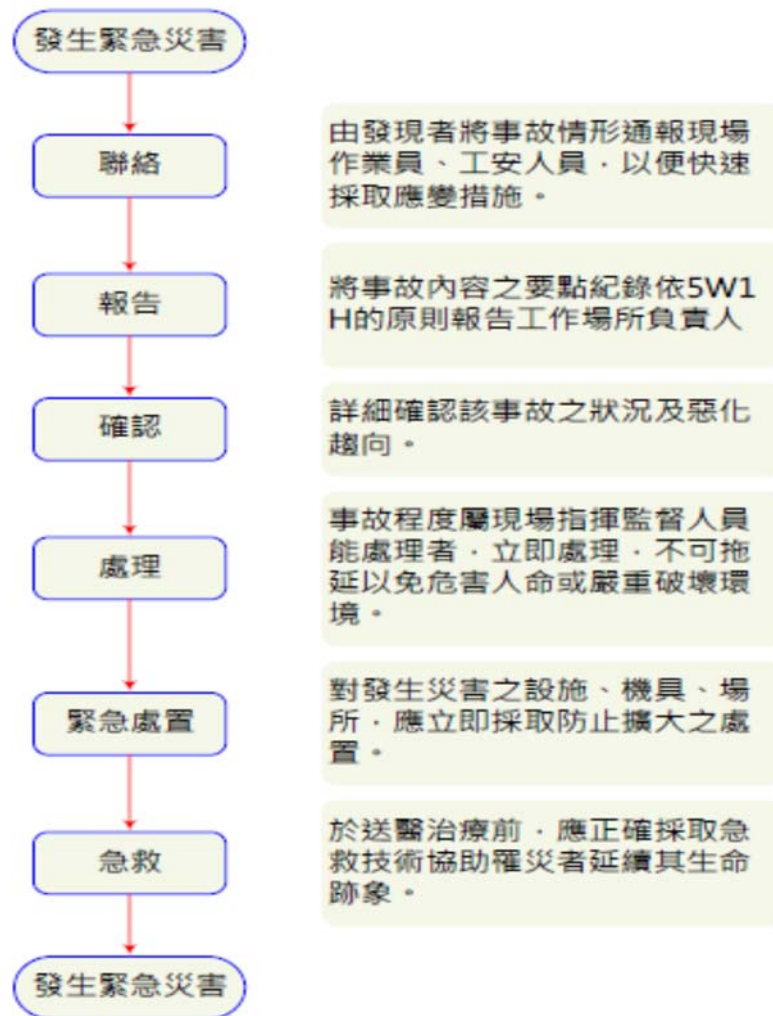 發生緊急災害
聯絡
由發現者將事故情形通報現場
作業員、工安人員，以便快速
採取應變措施。
報告
將事故內容之要點紀錄依5W1
H的原則報告工作場所負責人
確認
詳細確認該事故之狀況及惡化
趨向。
處理
事故程度屬現場指揮監督人員
能處理者，立即處理，不可拖
延以免危害人命或嚴重破壞環
境。
緊急處置
對發生災害之設施、機具、場
所，應立即採取防止擴大之處
置。
急救
於送醫治療前，應正確採取急
救技術協助罹災者延續其生命
跡象。
發生緊急災害